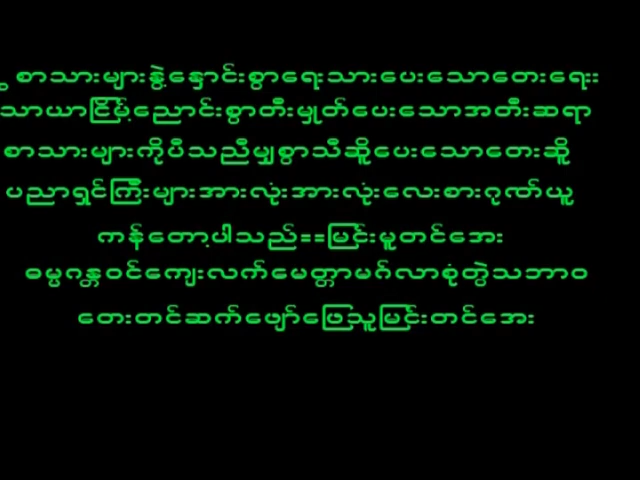 စာသားများနွဲ့နှောင်းစွာရေးသားပေးသောတေးရေး
သာယာငြိမ့်ညောင်းစွာတီးမှုတ်ပေးသောအတီးဆရာ
စာသားများကိုပီသညီမျှစွာသီဆိုပေးသောတေးဆို
ပညာရှင်ကြီးများအားလုံးအားလုံးလေးစားဂုဏ်ယူ
ကန်တော့ပါသည်==မြင်းမူတင်အေး
ဓမ္မဂန္တဝင်ကျေးလက်မေတ္တာမဂ်လာစုံတွဲသဘာဝ
တေးတင်ဆက်ဖျော်ဖြေသူမြင်းတင်အေး